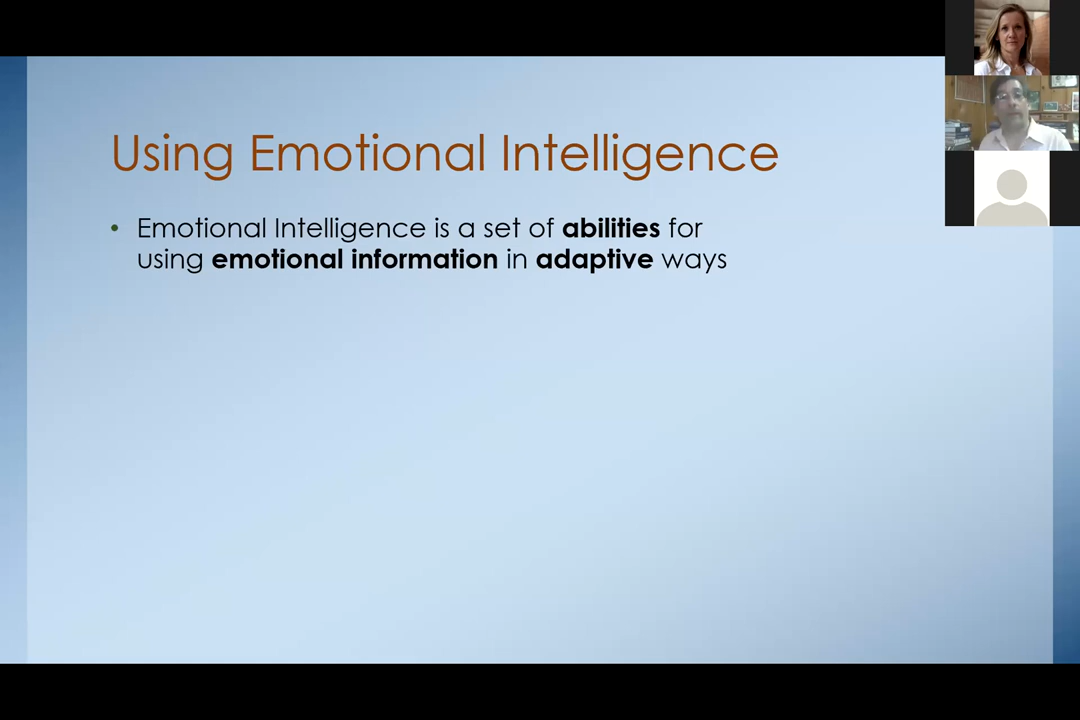 Using Emotional Intelligence
• Emotional Intelligence is a set of abilities for
using emotional information in adaptive ways